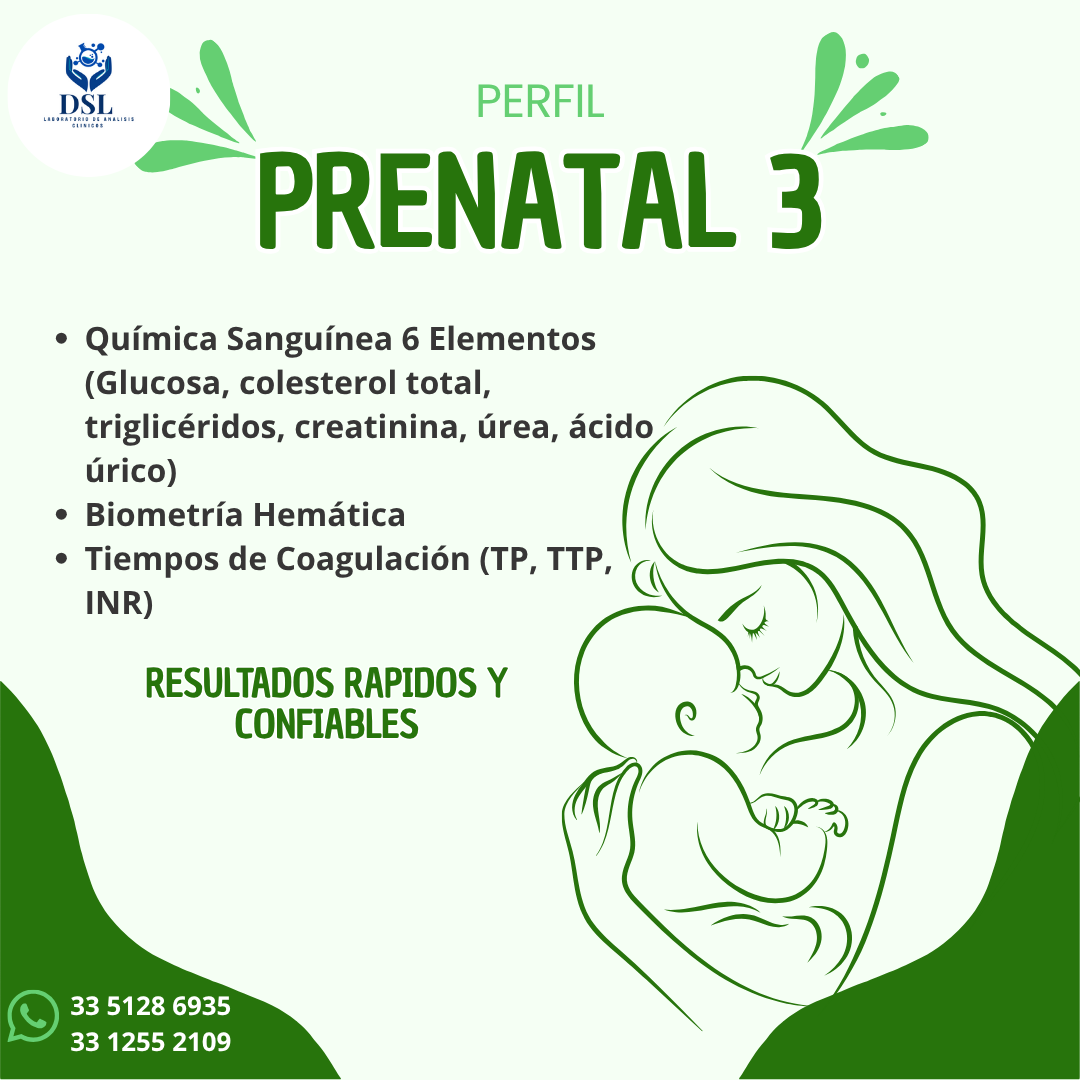 DSL
LABORATORIO DE ANALISIS
CLINICOS
PERFIL
PRENATAL 3
• Química Sanguínea 6 Elementos
(Glucosa, colesterol total,
triglicéridos, creatinina, úrea, ácido
úrico)
• Biometría Hemática
• Tiempos de Coagulación (TP, TTP,
INR)
RESULTADOS RAPIDOS Y
CONFIABLES
33 5128 6935
33 1255 2109